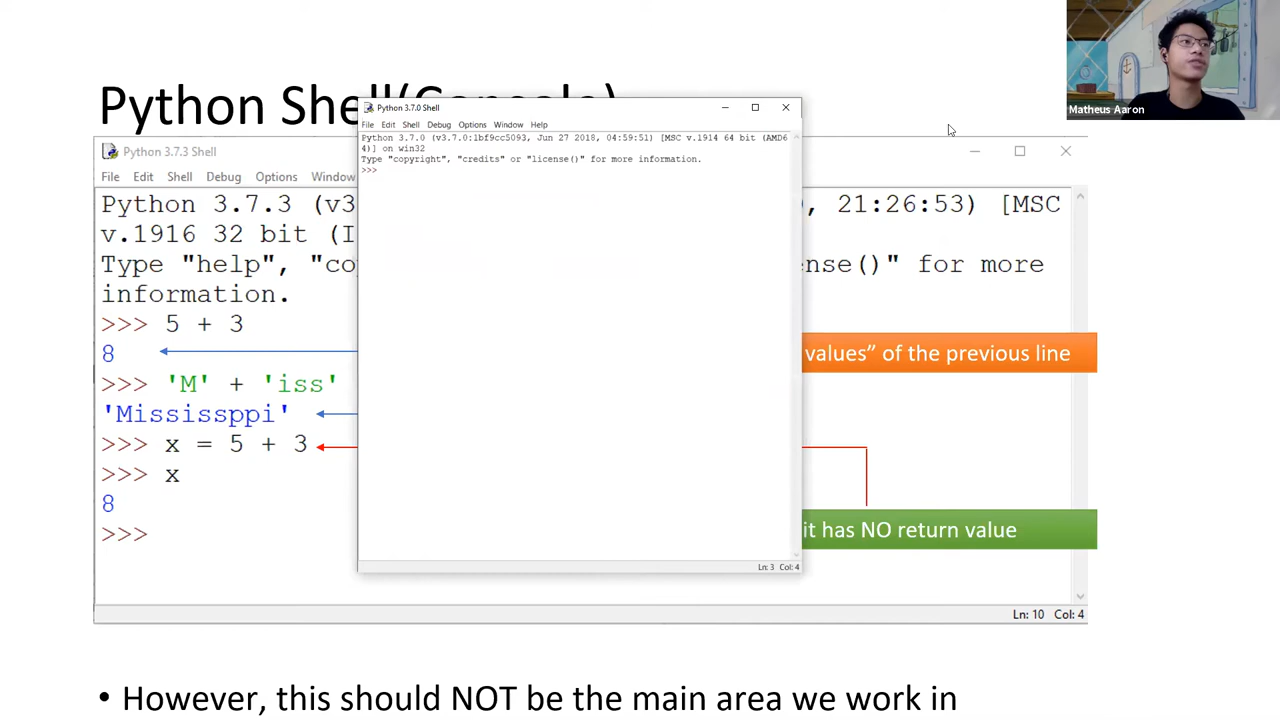 Python Shell(Console)
Matheus Aaron
Python 3.7.0 Shell
File Edit Shell Debug Options Window Help
Python 3.7.0 (v3.7.0:1bf9cc5093, Jun 27 2018, 04:59:51) [MSC v.1914 64 bit (AMD6
4)] on win32
Type "copyright", "credits" or "license()" for more information.
>>>
Ln: 3 Col: 4
Python 3.7.3 Shell
File Edit Shell Debug Options Window
Python 3.7.3 (v3 , 21:26:53) [MSC
v.1916 32 bit (I
Type "help", "co ense()" for more
information.
>>> 5 + 3
8
values” of the previous line
>>> 'M' + 'iss'
'Mississppi'
>>> x = 5 + 3
>>> x
8
it has NO return value
>>>
Ln: 10 Col: 4
• However, this should NOT be the main area we work in